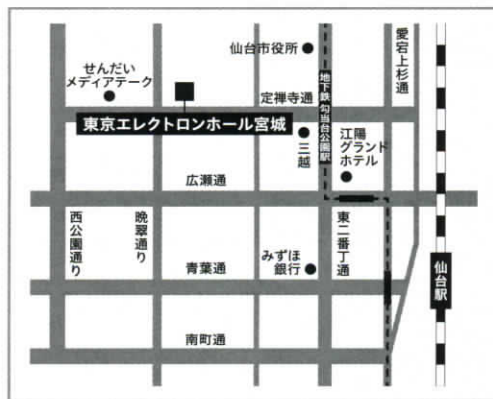 仙台市役所
せんだい
メディアテーク
定禅寺通
地下鉄勾当台公園駅
愛宕上杉通
東京エレクトロンホール宮城
三越
江陽
グランド
ホテル
広瀬通
西公園通り
晩翠通り
東二番丁通
仙台駅
青葉通
みずほ
銀行
南町通